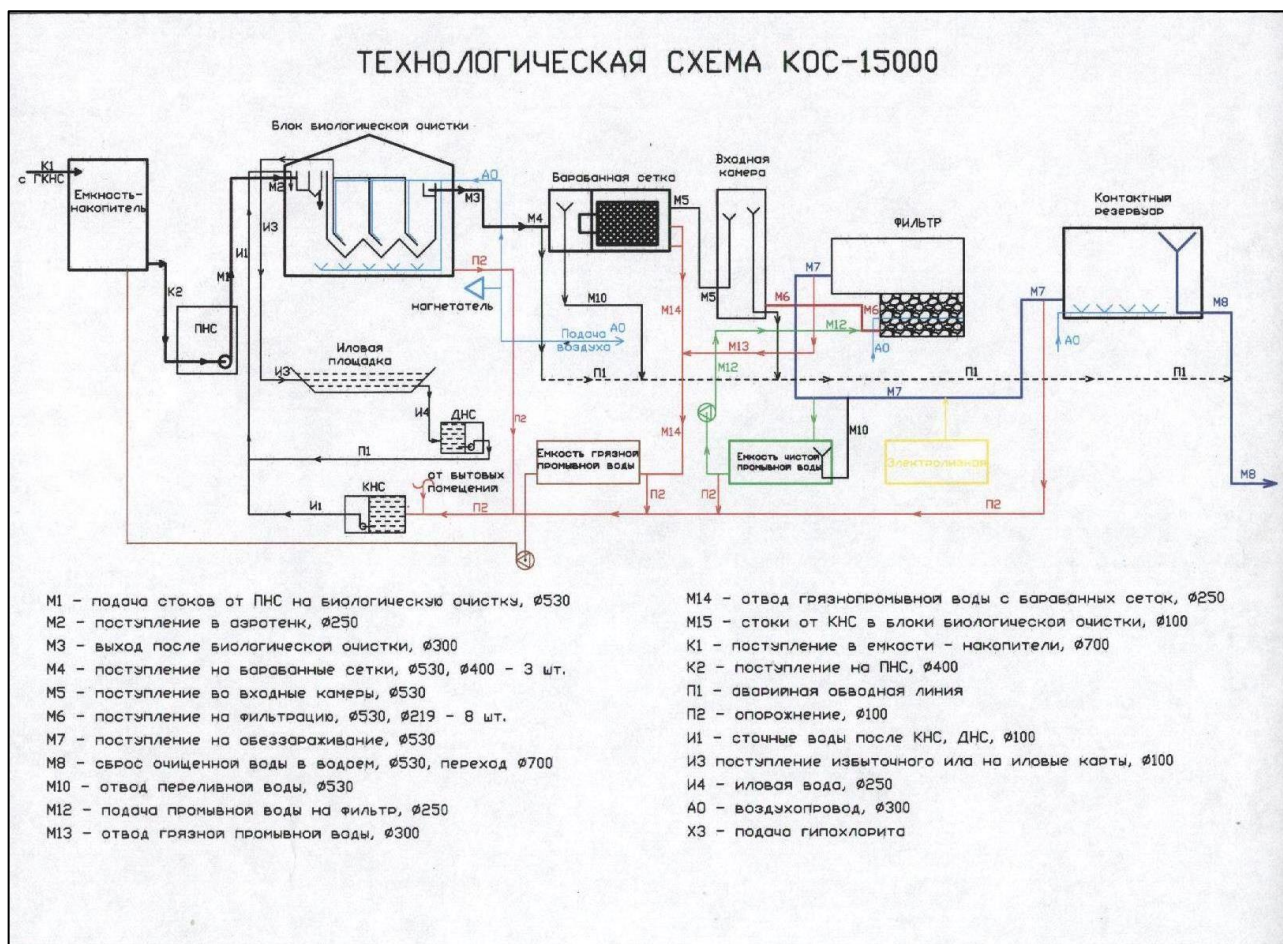 ТЕХНОЛОГИЧЕСКАЯ СХЕМА КОС-15000
Блок биологической очистки
К1
с ГКНС
Емкость-
накопитель
М2
АО
М3
Барабанная сетка
М4
М5
Входная
камера
ФИЛЬТР
Контактный
резервуар
И1
И3
М1
К2
ПНС
П2
нагнетатель
Подача АО
воздуха
М10
М14
М5
М6
М7
М6
М12
АО
М13
М12
М7
АО
М8
Иловая
площадка
И3
И4
ДНС
П1
П2
П1
П1
П1
М7
М14
М10
Емкость грязной
промывной воды
Емкость чистой
промывной воды
Электролизная
М8
от бытовых
помещений
КНС
И1
П2
П2
П2
П2
М1 - подача стоков от ПНС на биологическую очистку, Ø530
М2 - поступление в аэротенк, Ø250
М3 - выход после биологической очистки, Ø300
М4 - поступление на барабанные сетки, Ø530, Ø400 - 3 шт.
М5 - поступление во входные камеры, Ø530
М6 - поступление на фильтрацию, Ø530, Ø219 - 8 шт.
М7 - поступление на обеззараживание, Ø530
М8 - сброс очищенной воды в водоем, Ø530, переход Ø700
М10 - отвод переливной воды, Ø530
М12 - подача промывной воды на фильтр, Ø250
М13 - отвод грязной промывной воды, Ø300
М14 - отвод грязнопромывной воды с барабанных сеток, Ø250
М15 - стоки от КНС в блоки биологической очистки, Ø100
К1 - поступление в емкости - накопители, Ø700
К2 - поступление на ПНС, Ø400
П1 - аварийная обводная линия
П2 - опорожнение, Ø100
И1 - сточные воды после КНС, ДНС, Ø100
И3 поступление избыточного ила на иловые карты, Ø100
И4 - иловая вода, Ø250
АО - воздухопровод, Ø300
Х3 - подача гипохлорита